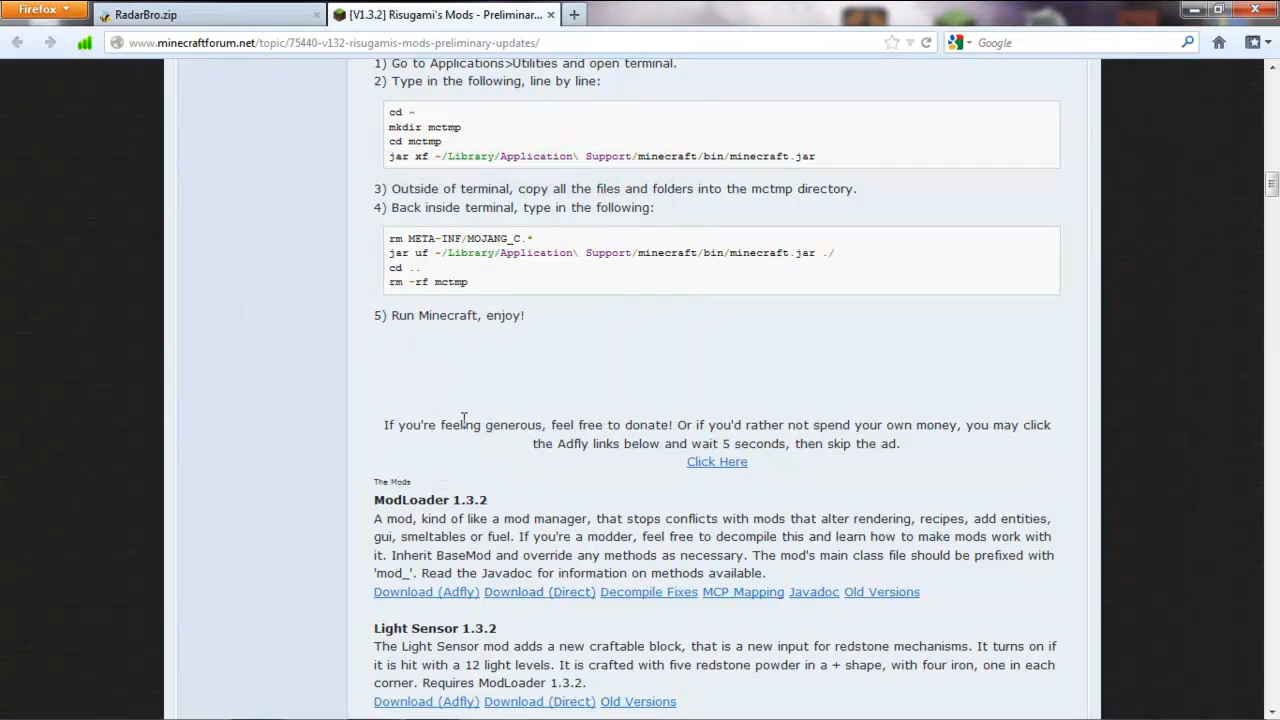 Firefox
RadarBro.zip
[V1.3.2] Risugami's Mods - Preliminar...
www.minecraftforum.net/topic/75440-v132-risugamis-mods-preliminary-updates/
Google
1) Go to Applications>Utilities and open terminal.
2) Type in the following, line by line:
cd ~
mkdir mctmp
cd mctmp
jar xf ~/Library/Application\ Support/minecraft/bin/minecraft.jar
3) Outside of terminal, copy all the files and folders into the mctmp directory.
4) Back inside terminal, type in the following:
rm META-INF/MOJANG_C.*
jar uf ~/Library/Application\ Support/minecraft/bin/minecraft.jar ./
cd ..
rm -rf mctmp
5) Run Minecraft, enjoy!
If you're feeling generous, feel free to donate! Or if you'd rather not spend your own money, you may click
the Adfly links below and wait 5 seconds, then skip the ad.
Click Here
The Mods
ModLoader 1.3.2
A mod, kind of like a mod manager, that stops conflicts with mods that alter rendering, recipes, add entities,
gui, smeltables or fuel. If you're a modder, feel free to decompile this and learn how to make mods work with
it. Inherit BaseMod and override any methods as necessary. The mod's main class file should be prefixed with
'mod_'. Read the Javadoc for information on methods available.
Download (Adfly) Download (Direct) Decompile Fixes MCP Mapping Javadoc Old Versions
Light Sensor 1.3.2
The Light Sensor mod adds a new craftable block, that is a new input for redstone mechanisms. It turns on if
it is hit with a 12 light levels. It is crafted with five redstone powder in a + shape, with four iron, one in each
corner. Requires ModLoader 1.3.2.
Download (Adfly) Download (Direct) Old Versions